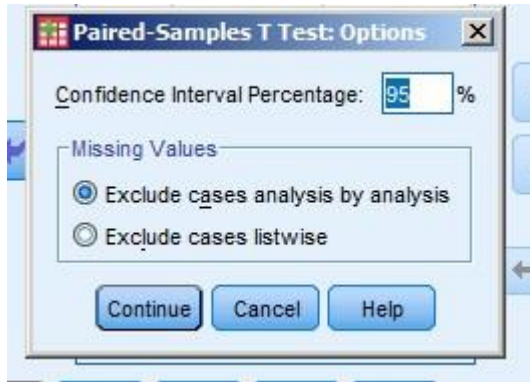 Paired-Samples T Test: Options
Confidence Interval Percentage: 95 %
Missing Values
Exclude cases analysis by analysis
Exclude cases listwise
Continue Cancel Help